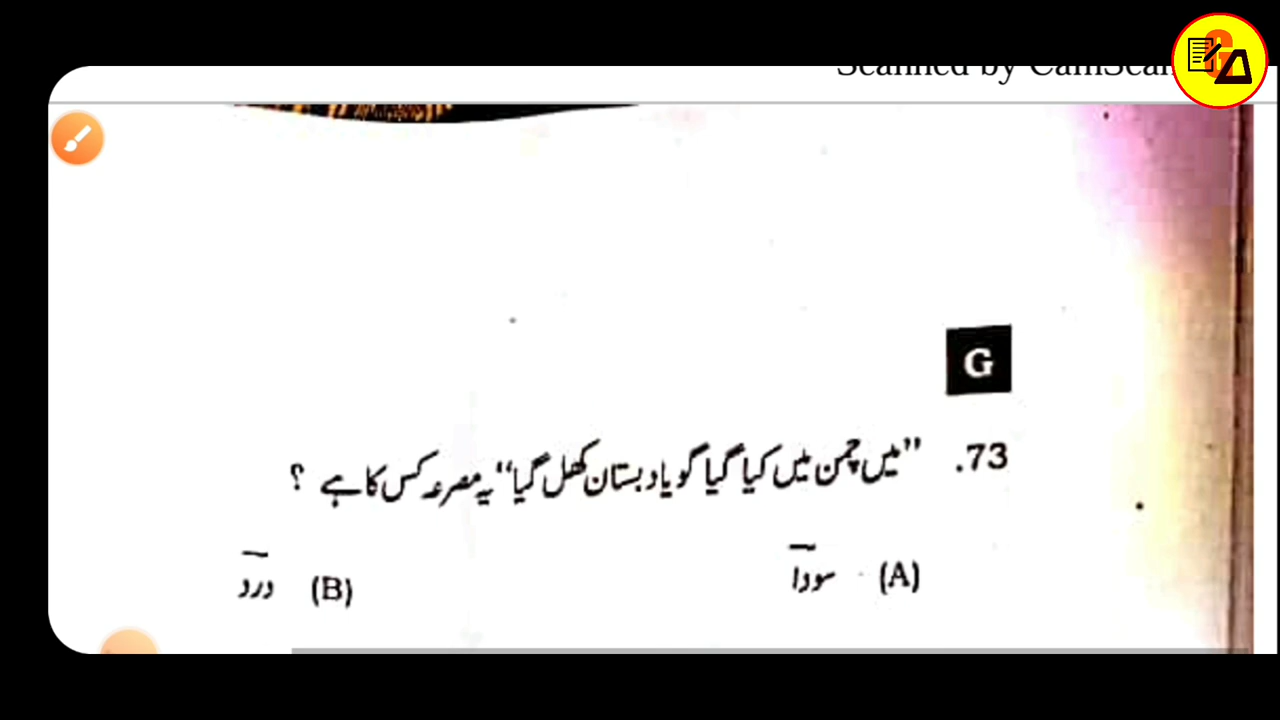 Scanned by CamScan
G
73. ”میں چمن میں کیا گیا گویا دبستان کھل گیا“ یہ مصرعہ کس کا ہے ؟
(A) سودا (B) درد